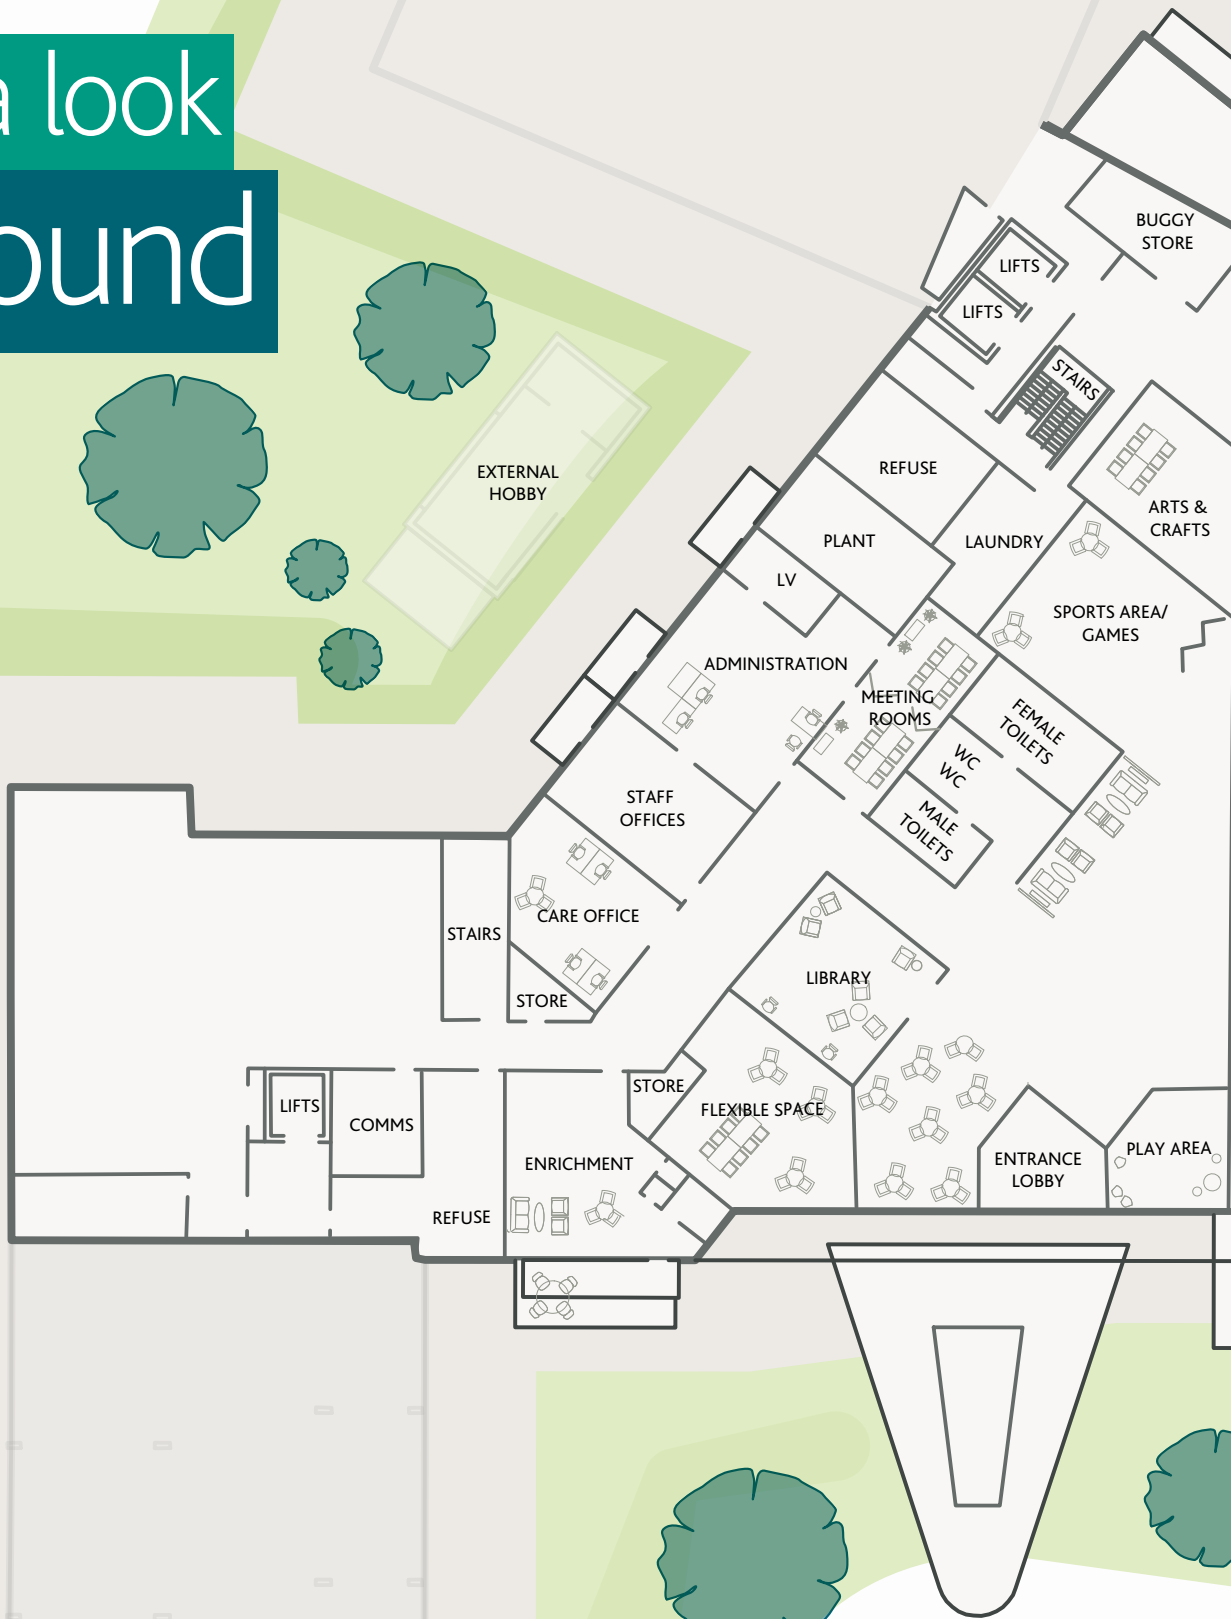 a look
ound
BUGGY
STORE
LIFTS
LIFTS
STAIRS
EXTERNAL
HOBBY
REFUSE
ARTS &
CRAFTS
PLANT
LAUNDRY
LV
SPORTS AREA/
GAMES
ADMINISTRATION
MEETING
ROOMS
FEMALE
TOILETS
WC
WC
STAFF
OFFICES
MALE
TOILETS
CARE OFFICE
STAIRS
LIBRARY
STORE
STORE
LIFTS
FLEXIBLE SPACE
COMMS
ENRICHMENT
ENTRANCE
LOBBY
PLAY AREA
REFUSE